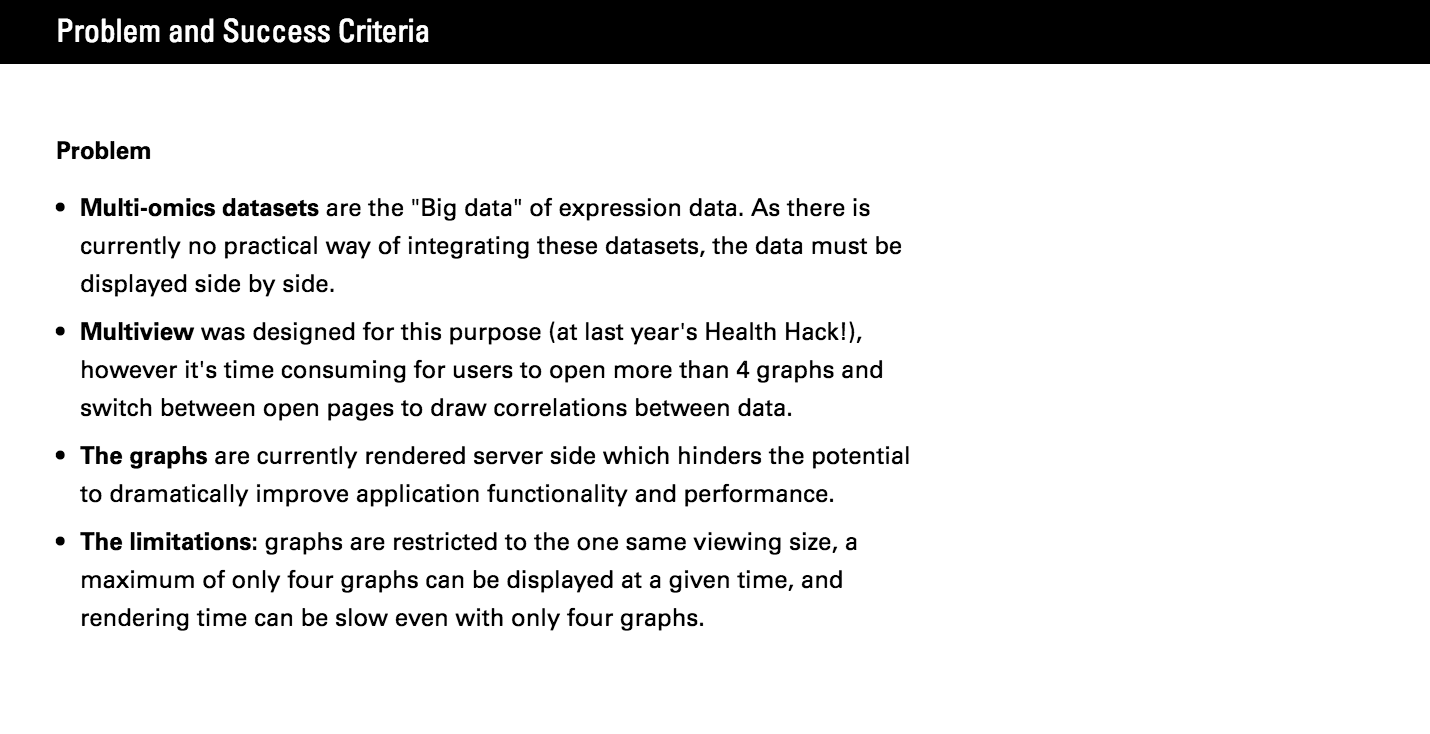 Problem and Success Criteria
Problem
• Multi-omics datasets are the "Big data" of expression data. As there is
currently no practical way of integrating these datasets, the data must be
displayed side by side.
• Multiview was designed for this purpose (at last year's Health Hack!),
however it's time consuming for users to open more than 4 graphs and
switch between open pages to draw correlations between data.
• The graphs are currently rendered server side which hinders the potential
to dramatically improve application functionality and performance.
• The limitations: graphs are restricted to the one same viewing size, a
maximum of only four graphs can be displayed at a given time, and
rendering time can be slow even with only four graphs.